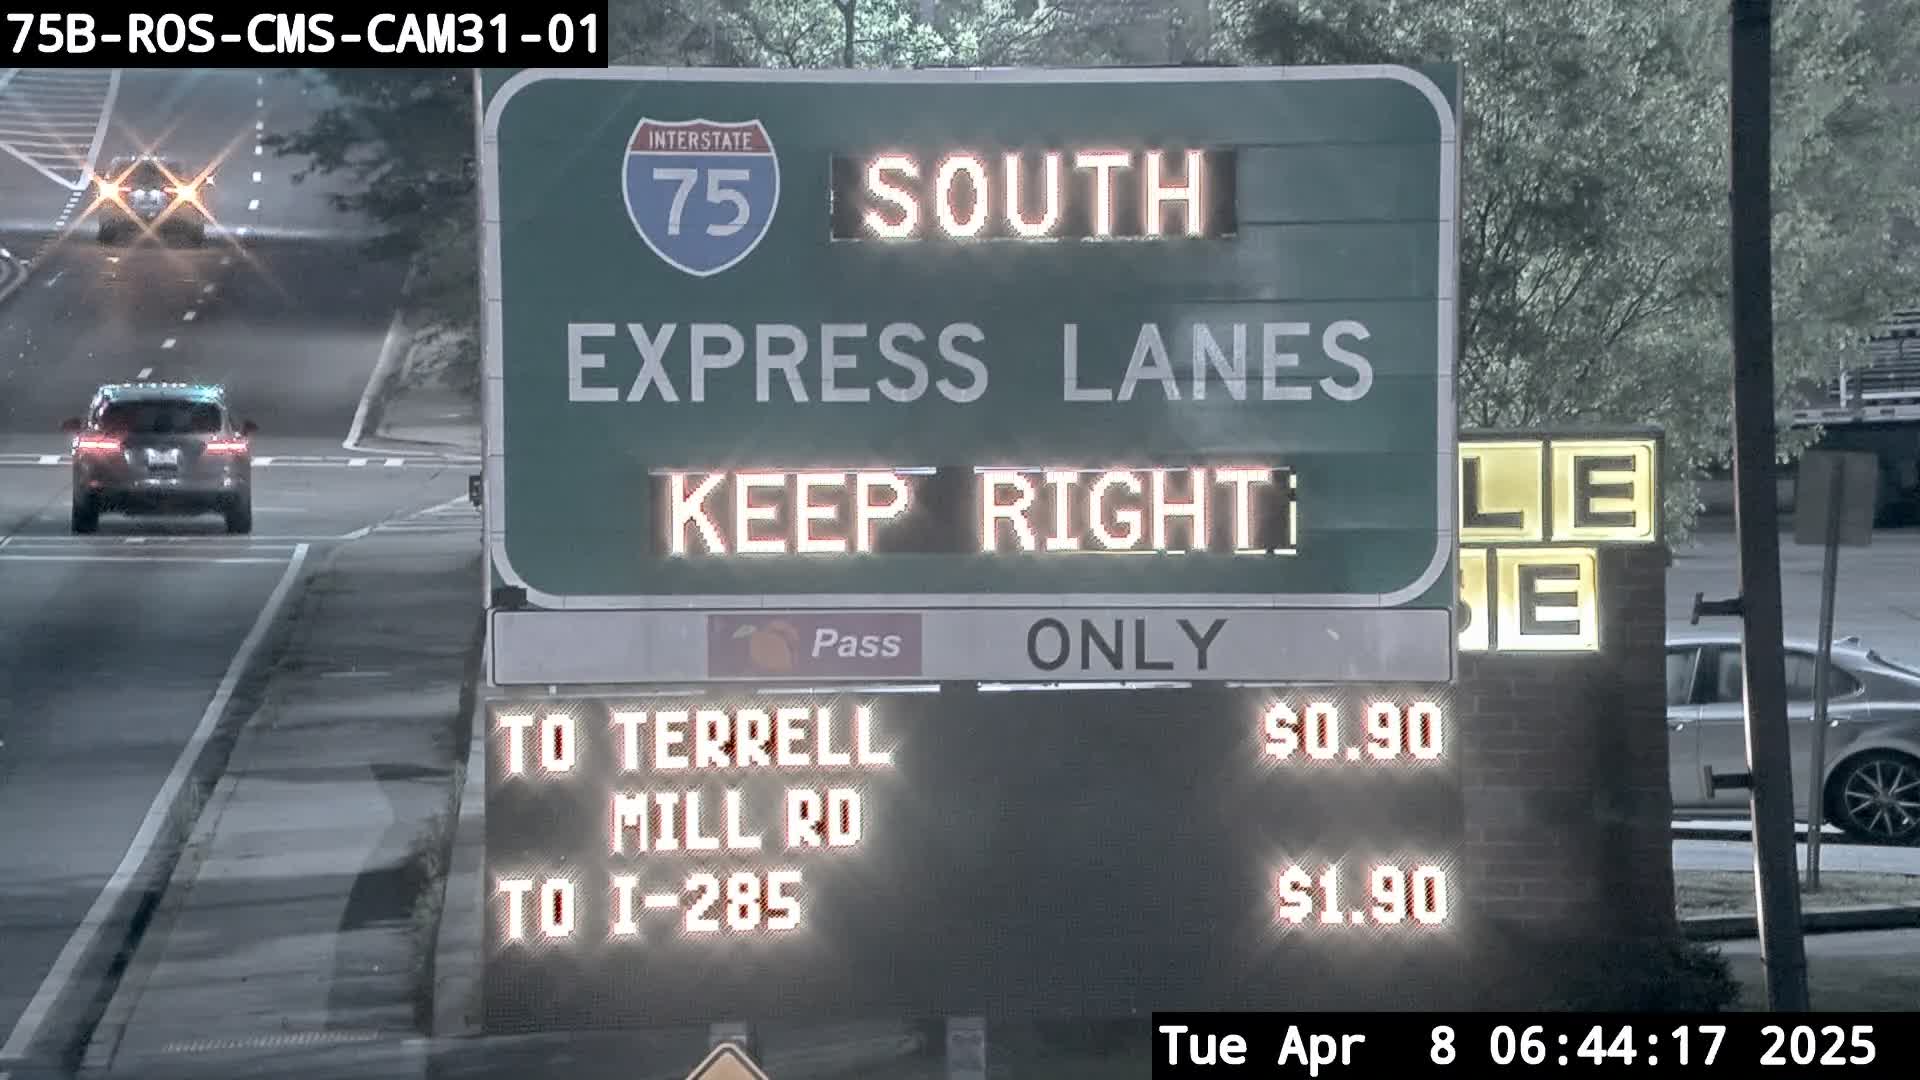 75B-ROS-CMS-CAM31-01
INTERSTATE
75
SOUTH
EXPRESS LANES
KEEP RIGHT
Pass ONLY
TO TERRELL $0.90
MILL RD
TO I-285 $1.90
LE
E
Tue Apr 8 06:44:17 2025